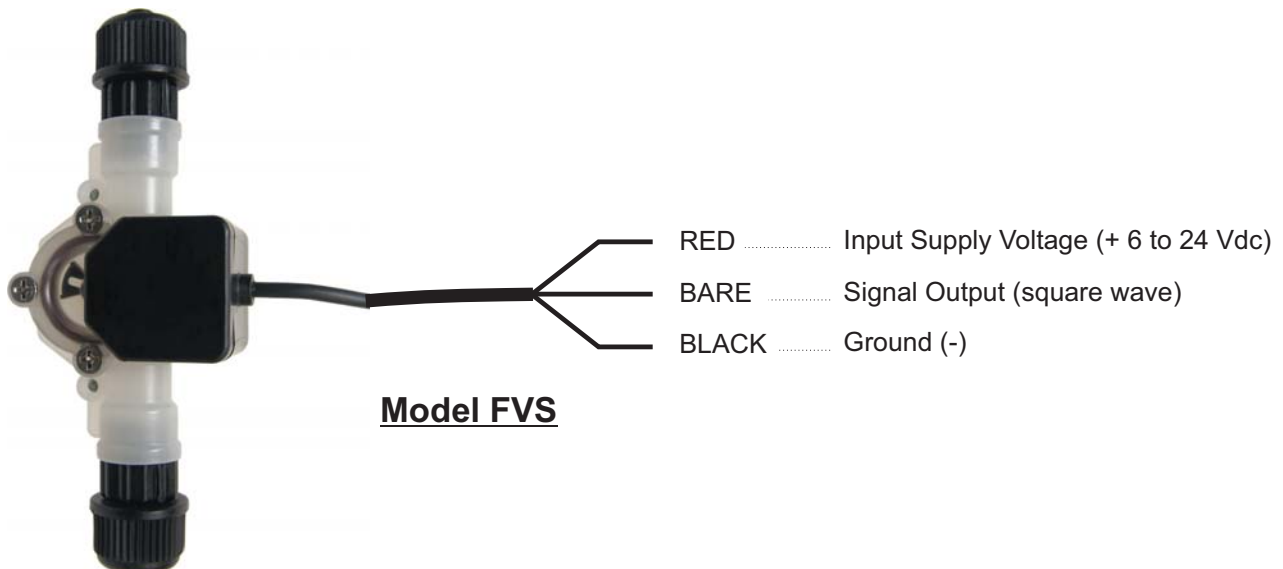 RED ........................ Input Supply Voltage (+ 6 to 24 Vdc)
BARE .................. Signal Output (square wave)
BLACK .............. Ground (-)
Model FVS